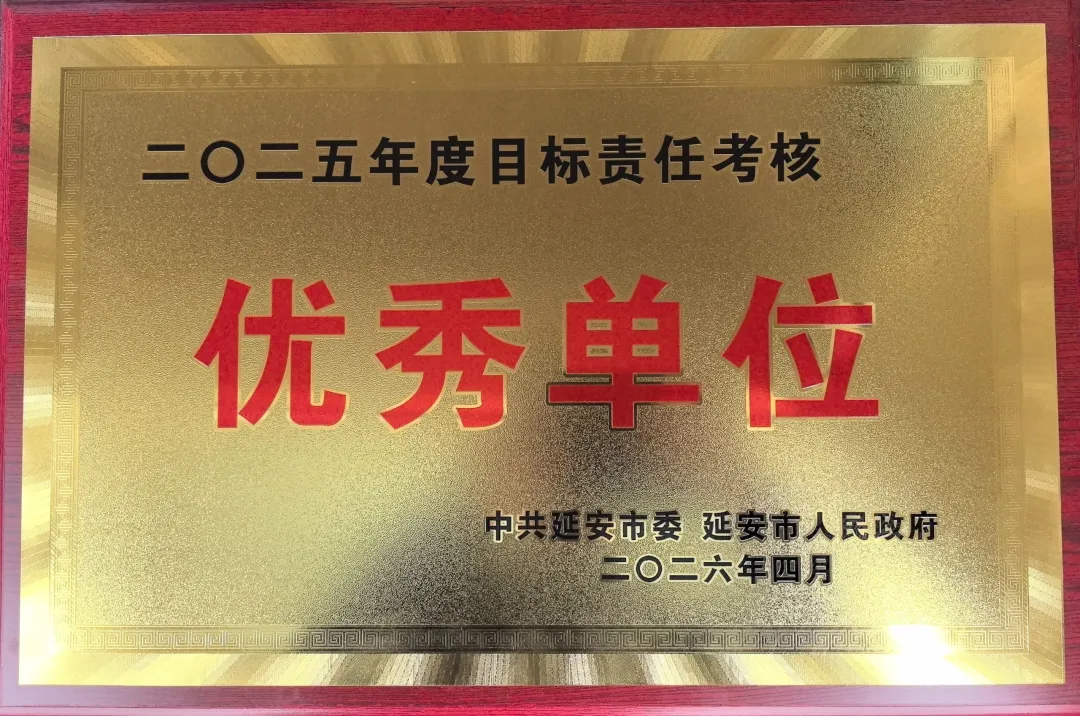 二〇二五年度目标责任考核
优秀单位
中共延安市委 延安市人民政府
二〇二六年四月